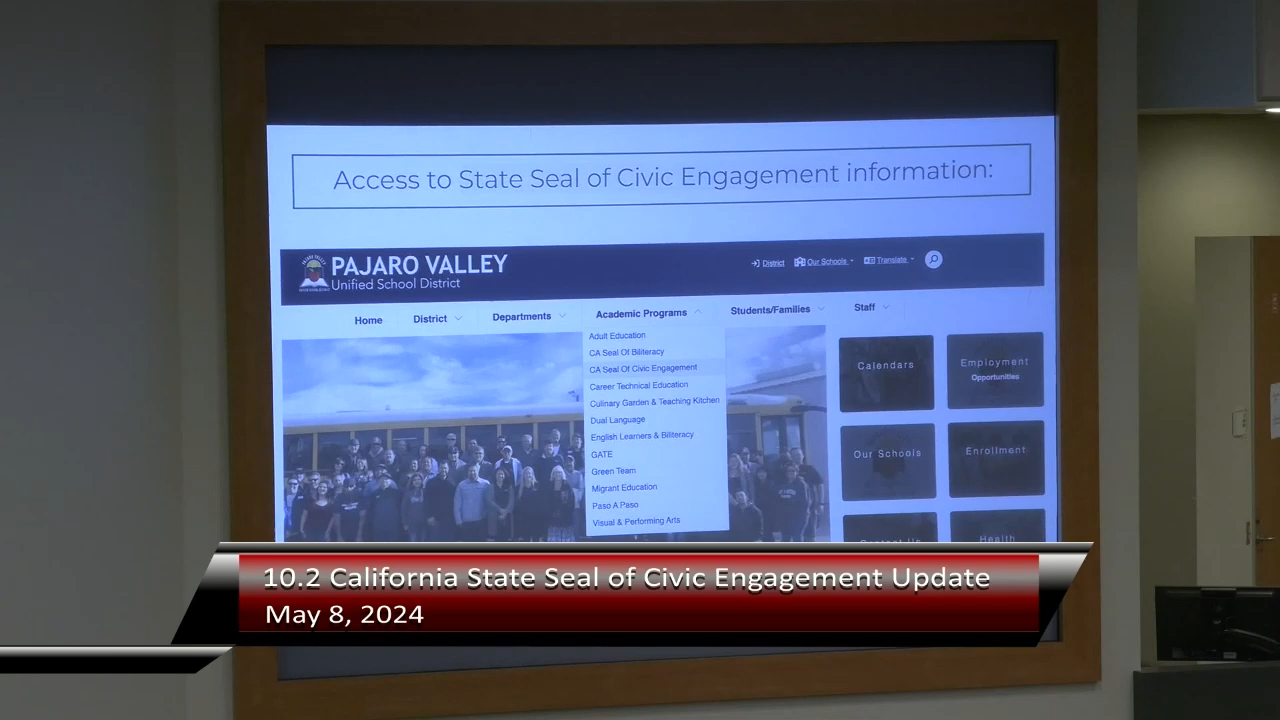 Access to State Seal of Civic Engagement information:
PAJARO VALLEY
Unified School District
District
Our Schools
Translate
Home
District
Departments
Academic Programs
Students/Families
Staff
Adult Education
CA Seal Of Biliteracy
CA Seal Of Civic Engagement
Career Technical Education
Culinary Garden & Teaching Kitchen
Dual Language
English Learners & Biliteracy
GATE
Green Team
Migrant Education
Paso A Paso
Visual & Performing Arts
Calendars
Employment
Opportunities
Our Schools
Enrollment
Contact Us
Health
10.2 California State Seal of Civic Engagement Update
May 8, 2024